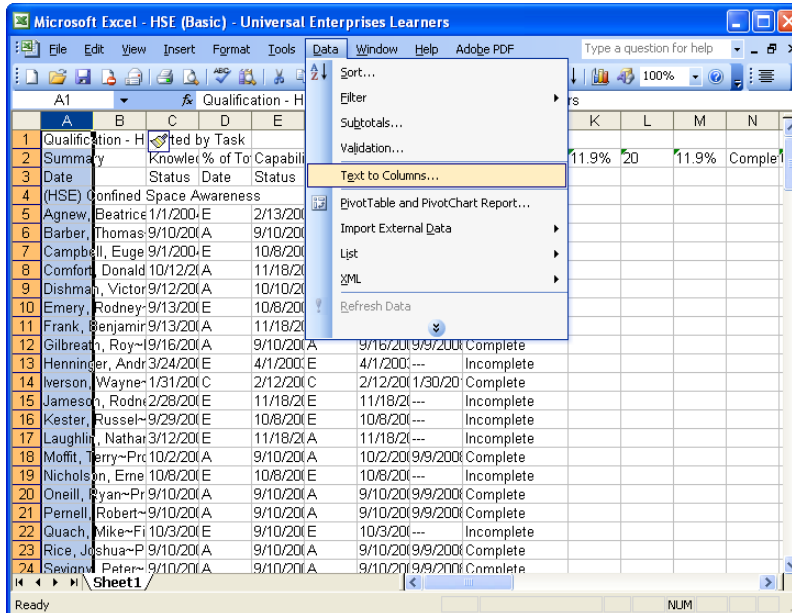 Microsoft Excel - HSE (Basic) - Universal Enterprises Learners
File Edit View Insert Format Tools Data Window Help Adobe PDF Type a question for help
ABC 100%
A1 fx Qualification - H rs
A B C D E K L M N
1 Qualification - H rted by Task
2 Summary Knowle % of To Capabili 11.9% 20 11.9% Comple
3 Date Status Date Status
4 (HSE) Confined Space Awareness
5 Agnew, Beatrice 1/1/200 E 2/13/200
6 Barber, Thomas~ 9/10/20 A 9/10/20
7 Campbell, Euge 9/1/200 E 10/8/20
8 Comfort, Donald 10/12/2 A 11/18/2
9 Dishman, Victor 9/12/20 A 10/10/2
10 Emery, Rodney~ 9/13/20 E 10/8/20
11 Frank, Benjamin 9/13/20 A 11/18/2
12 Gilbreath, Roy~ 9/16/20 A 9/10/20 A 9/16/20 9/9/200 Complete
13 Henninger, Andr 3/24/20 E 4/1/200 E 4/1/200 --- Incomplete
14 Iverson, Wayne~ 1/31/20 C 2/12/20 C 2/12/20 1/30/20 Complete
15 Jameson, Rodne 2/28/20 E 11/18/2 E 11/18/2 --- Incomplete
16 Kester, Russel~ 9/29/20 E 10/8/20 E 10/8/20 --- Incomplete
17 Laughlin, Nathan 3/12/20 E 11/18/2 A 11/18/2 --- Incomplete
18 Moffit, Terry~Pro 10/2/20 A 9/10/20 A 10/2/20 9/9/200 Complete
19 Nicholson, Erne 10/8/20 E 10/8/20 E 10/8/20 --- Incomplete
20 Oneill, Ryan~Pr 9/10/20 A 9/10/20 A 9/10/20 9/9/200 Complete
21 Pernell, Robert~ 9/10/20 A 9/10/20 A 9/10/20 9/9/200 Complete
22 Quach, Mike~Fi 10/3/20 E 9/10/20 E 10/3/20 --- Incomplete
23 Rice, Joshua~P 9/10/20 A 9/10/20 A 9/10/20 9/9/200 Complete
24 Sevigny, Peter~ 9/10/20 A 9/10/20 A 9/10/20 9/9/200 Complete
Sort...
Filter
Subtotals...
Validation...
Text to Columns...
PivotTable and PivotChart Report...
Import External Data
List
XML
Refresh Data
Sheet1
Ready NUM